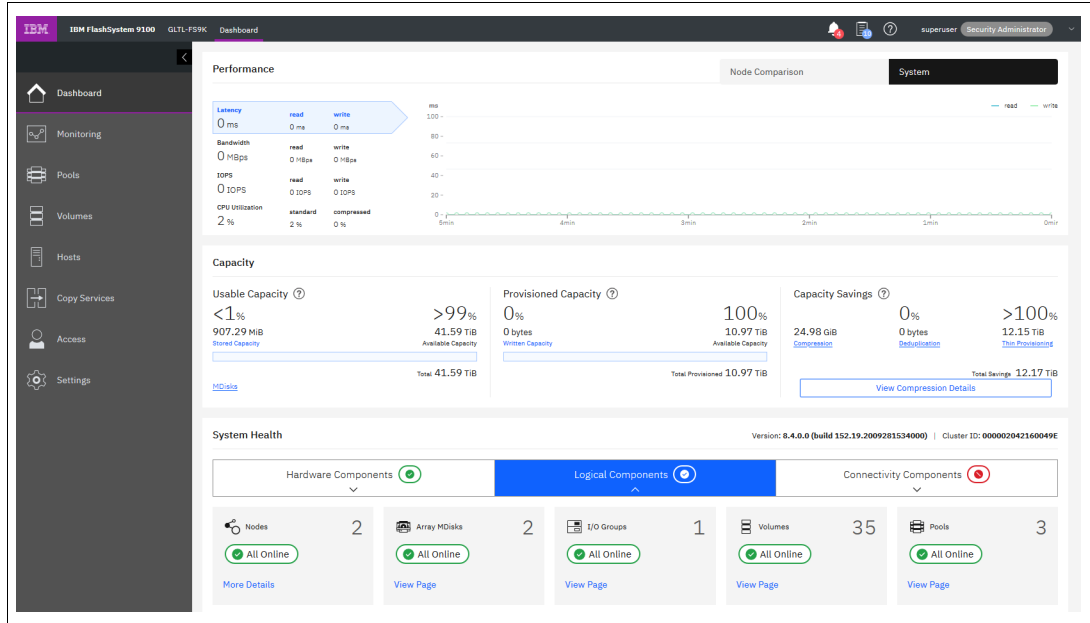 IBM IBM FlashSystem 9100 GLTL-FS9K Dashboard 4 10 superuser Security Administrator
Dashboard
Monitoring
Pools
Volumes
Hosts
Copy Services
Access
Settings
Performance
Node Comparison System
Latency
0 ms
read
0 ms
write
0 ms
Bandwidth
0 MBps
read
0 MBps
write
0 MBps
IOPS
0 IOPS
read
0 IOPS
write
0 IOPS
CPU Utilization
2 %
standard
2 %
compressed
0 %
ms
read write
100
80
60
40
20
0
5min 4min 3min 2min 1min 0min
Capacity
Usable Capacity
<1% >99%
907.29 MiB 41.59 TiB
Stored Capacity Available Capacity
Total 41.59 TiB
MDisks
Provisioned Capacity
0% 100%
0 bytes 10.97 TiB
Written Capacity Available Capacity
Total Provisioned 10.97 TiB
Capacity Savings
0% >100%
24.98 GiB 0 bytes 12.15 TiB
Compression Deduplication Thin Provisioning
Total Savings 12.17 TiB
View Compression Details
System Health
Version: 8.4.0.0 (build 152.19.2009281534000) | Cluster ID: 000002042160049E
Hardware Components Logical Components Connectivity Components
Nodes 2
All Online
More Details
Array MDisks 2
All Online
View Page
I/O Groups 1
All Online
View Page
Volumes 35
All Online
View Page
Pools 3
All Online
View Page